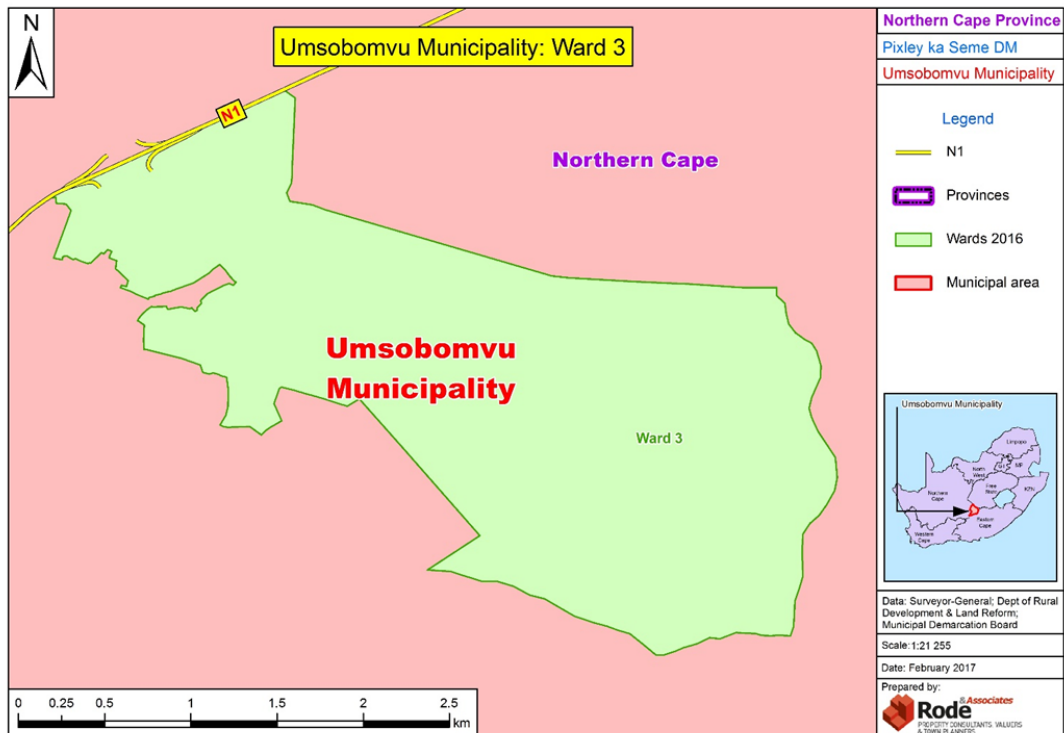 N
Umsobomvu Municipality: Ward 3
N1
Northern Cape
Umsobomvu
Municipality
Ward 3
0 0.25 0.5 1 1.5 2 2.5
km
Northern Cape Province
Pixley ka Seme DM
Umsobomvu Municipality
Legend
N1
Provinces
Wards 2016
Municipal area
Umsobomvu Municipality
Limpopo
North
West
MP
Free
State
KZN
Northern
Cape
Eastern
Cape
Western
Cape
Data: Surveyor-General; Dept of Rural
Development & Land Reform;
Municipal Demarcation Board
Scale:1:21 255
Date: February 2017
Prepared by:
&Associates
Rode
PROPERTY CONSULTANTS, VALUERS
& TOWN PLANNERS